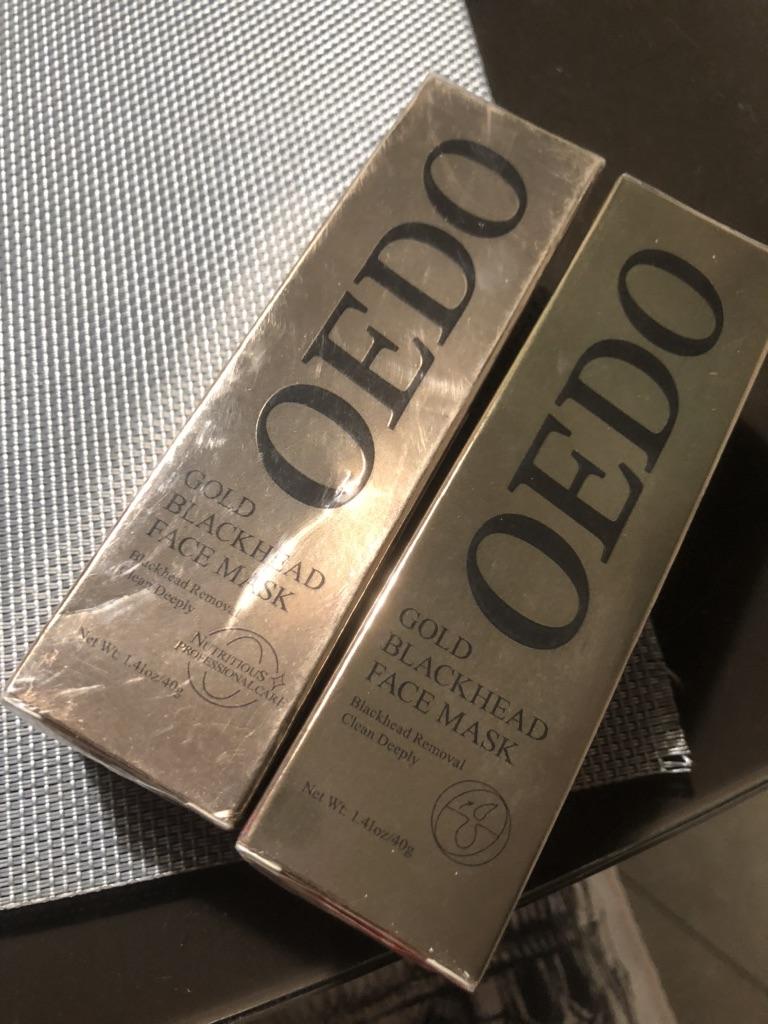 OEDO
GOLD
BLACKHEAD
FACE MASK
Blackhead Removal
Clean Deeply
Net Wt. 1.41oz/40g
NUTRITIOUS
PROFESSIONAL CARE
OEDO
GOLD
BLACKHEAD
FACE MASK
Blackhead Removal
Clean Deeply
Net Wt. 1.41oz/40g